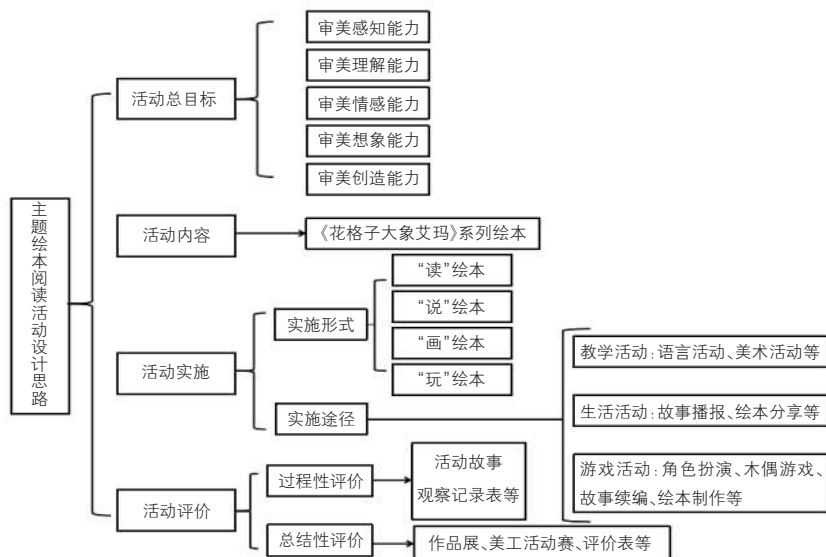 主题绘本阅读活动设计思路
活动总目标
审美感知能力
审美理解能力
审美情感能力
审美想象能力
审美创造能力
活动内容
《花格子大象艾玛》系列绘本
活动实施
实施形式
“读”绘本
“说”绘本
“画”绘本
“玩”绘本
实施途径
教学活动:语言活动、美术活动等
生活活动:故事播报、绘本分享等
游戏活动:角色扮演、木偶游戏、
故事续编、绘本制作等
活动评价
过程性评价
活动故事
观察记录表等
总结性评价
作品展、美工活动赛、评价表等